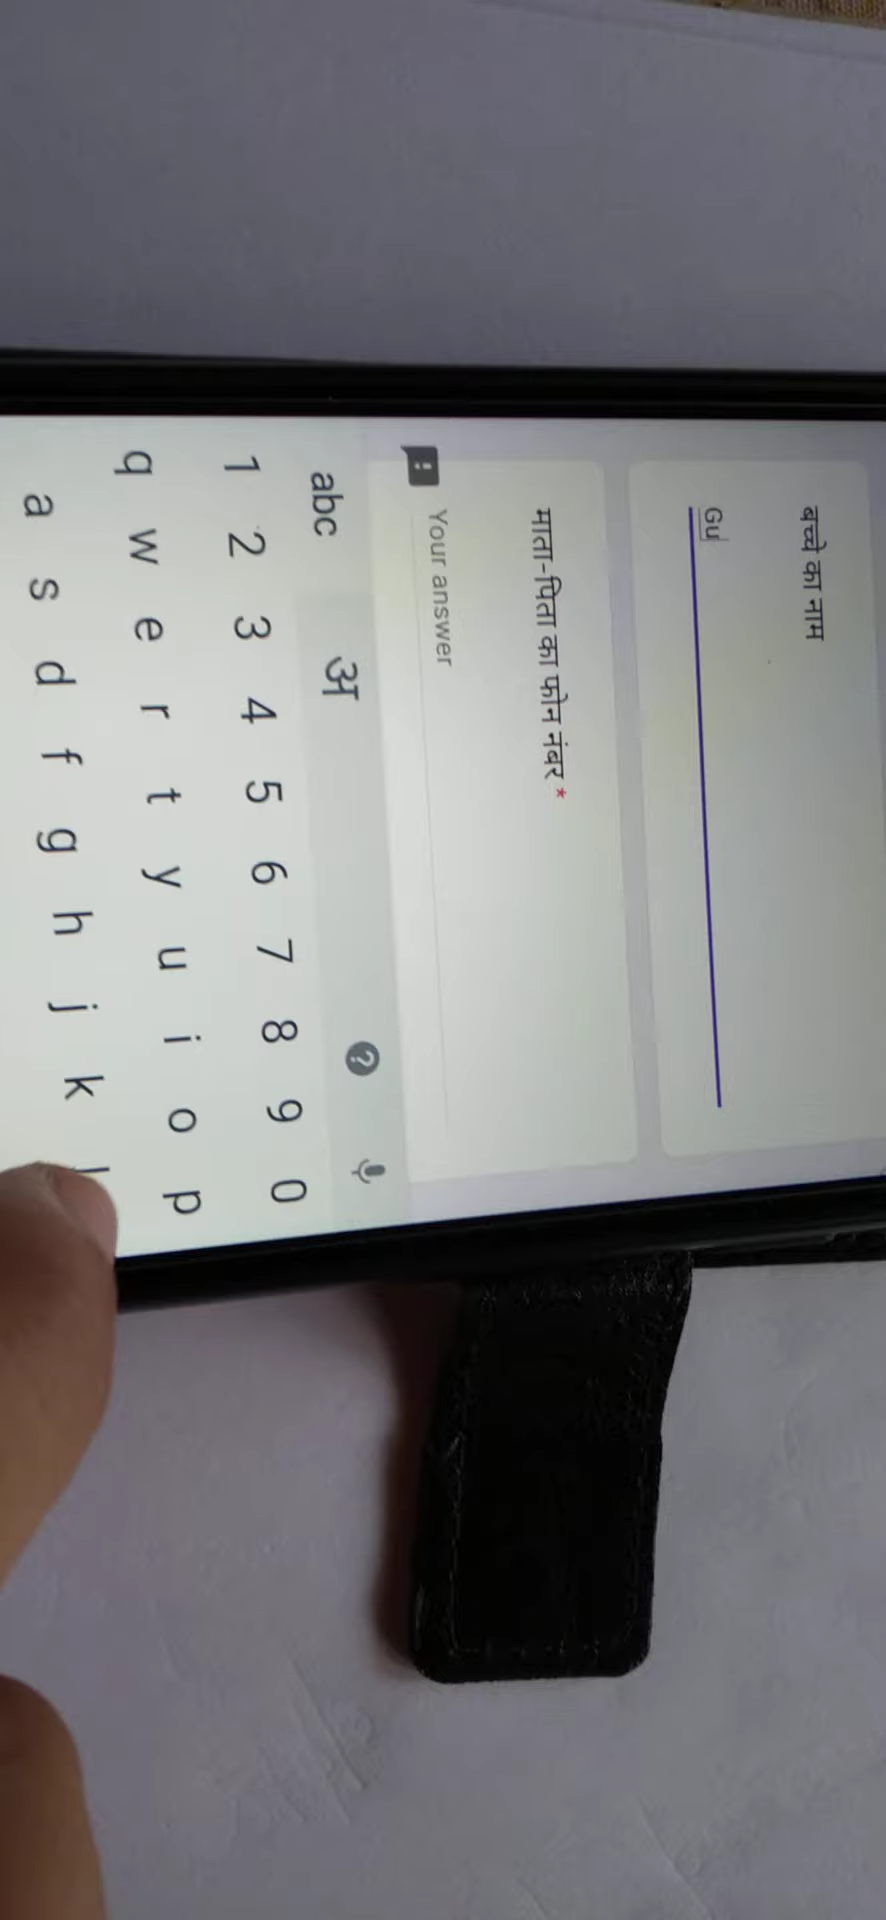 बच्चे का नाम
Gu
माता-पिता का फोन नंबर *
Your answer
abc अ ?
1 2 3 4 5 6 7 8 9 0
q w e r t y u i o p
a s d f g h j k l